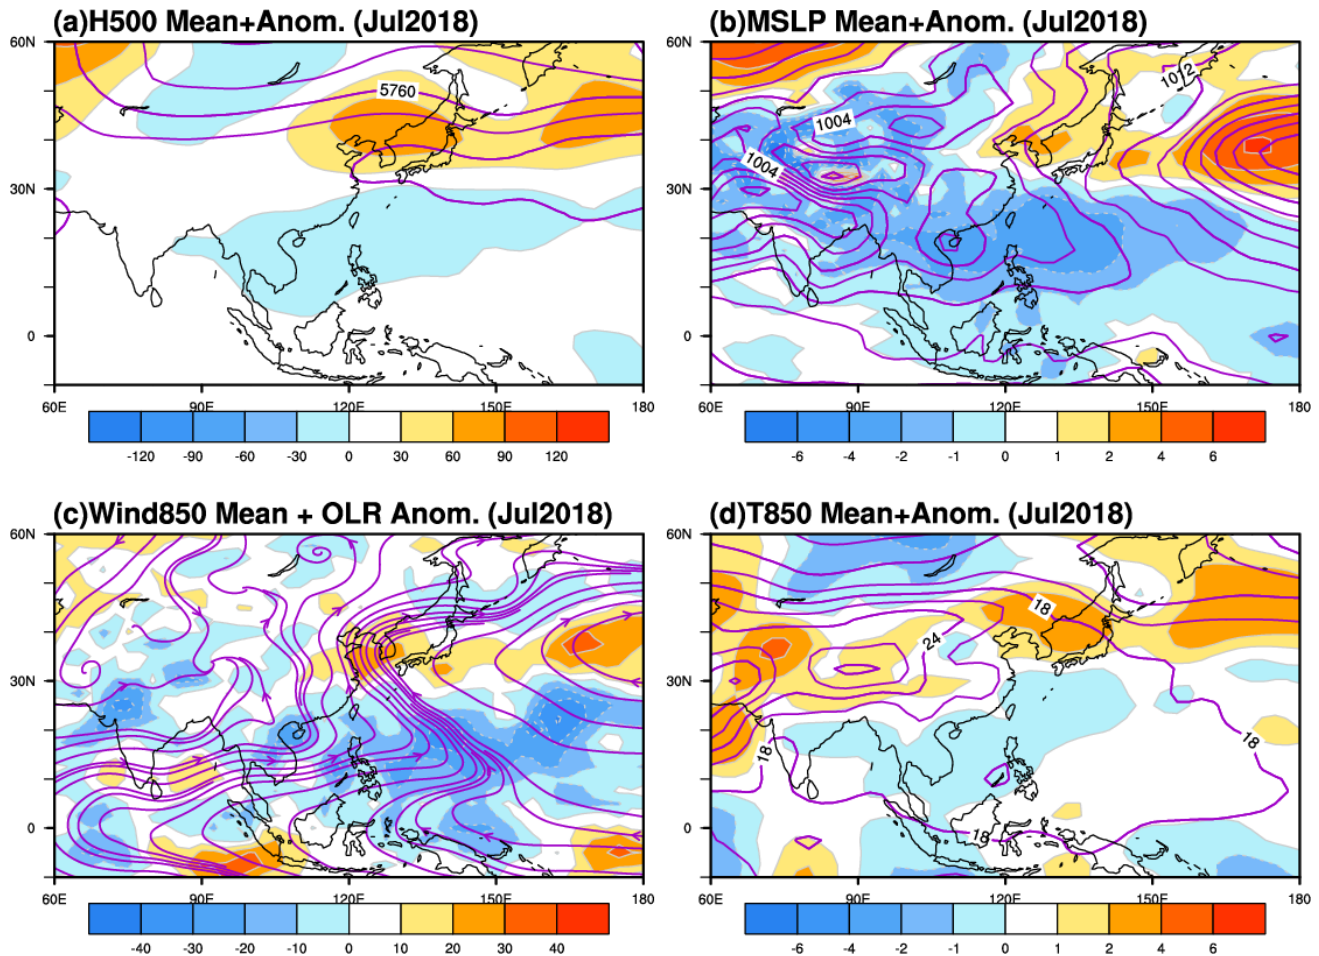 (a)H500 Mean+Anom. (Jul2018)
(b)MSLP Mean+Anom. (Jul2018)
60N
30N
0
5760
60E 90E 120E 150E 180
-120 -90 -60 -30 0 30 60 90 120
60N
30N
0
1012
1004
1004
60E 90E 120E 150E 180
-6 -4 -2 -1 0 1 2 4 6
(c)Wind850 Mean + OLR Anom. (Jul2018)
(d)T850 Mean+Anom. (Jul2018)
60N
30N
0
60E 90E 120E 150E 180
-40 -30 -20 -10 0 10 20 30 40
60N
30N
0
18
24
18
18
18
60E 90E 120E 150E 180
-6 -4 -2 -1 0 1 2 4 6